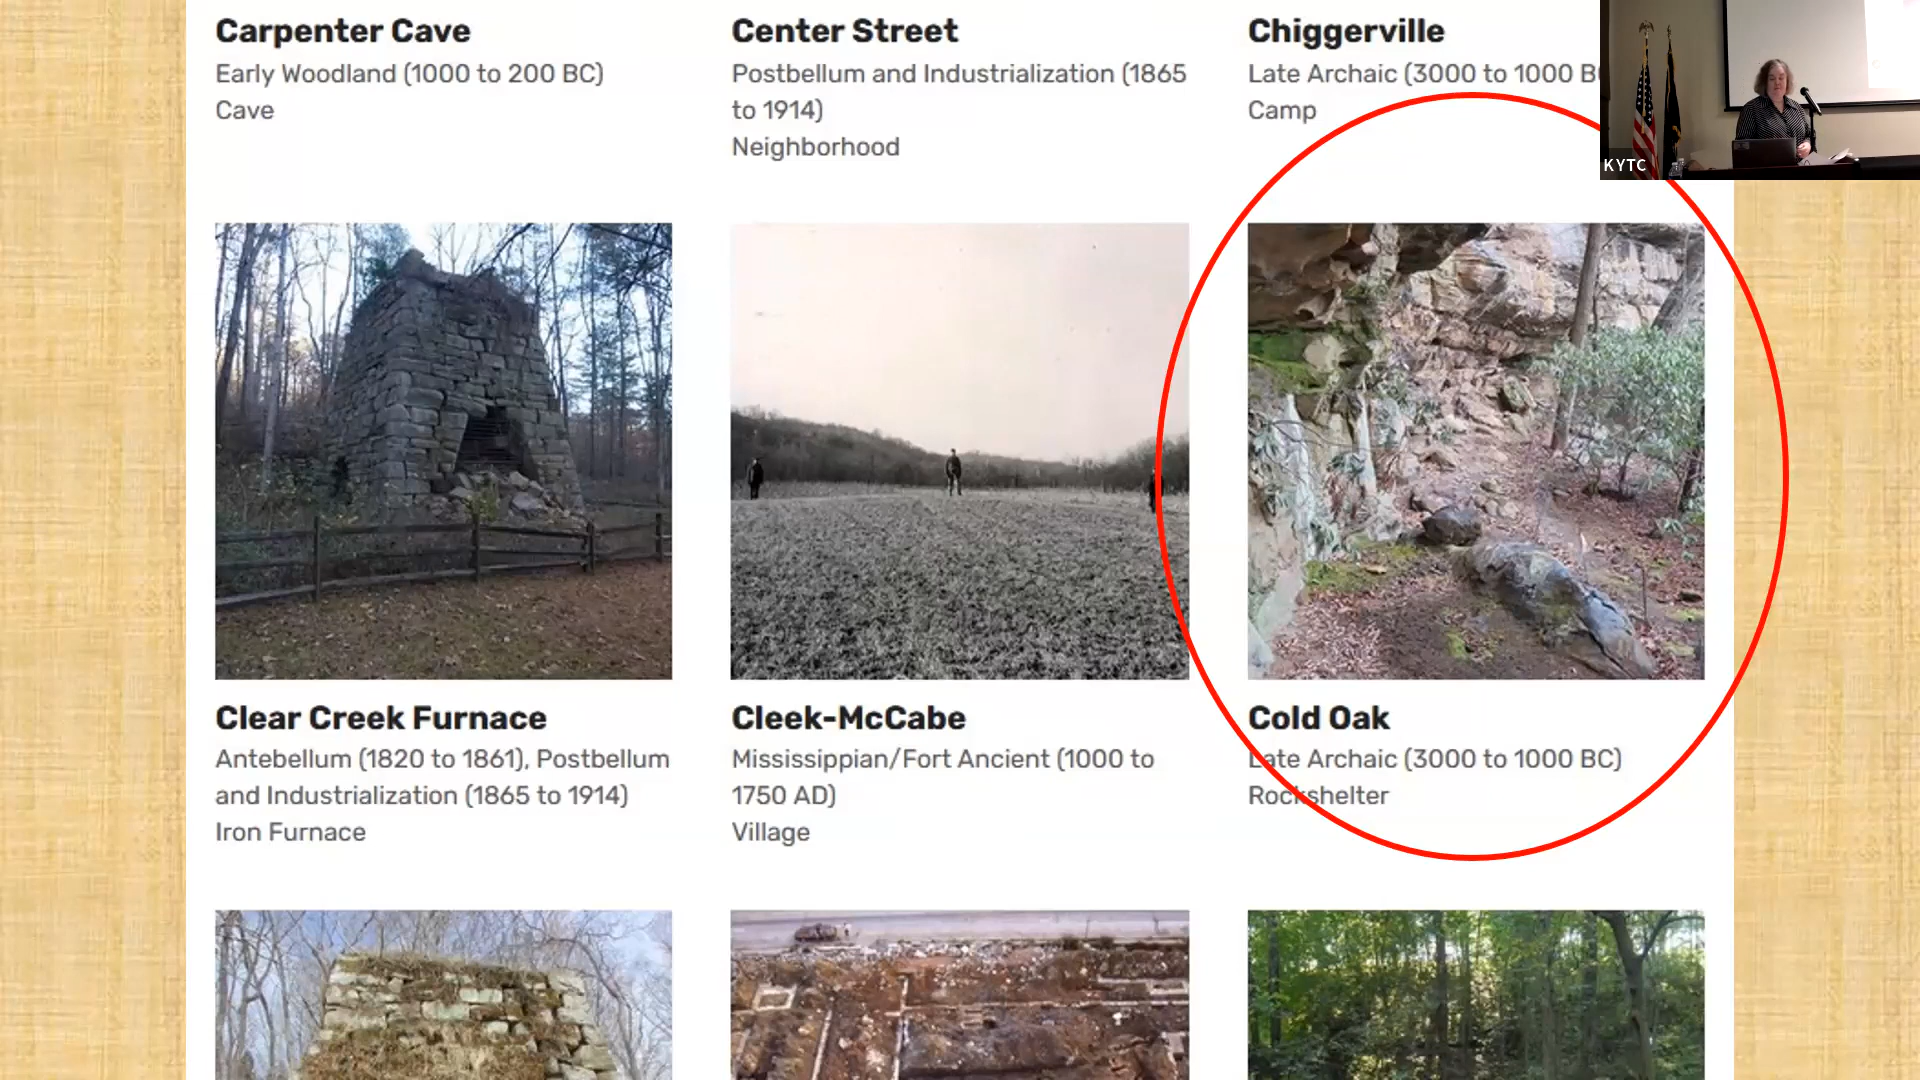 Carpenter Cave
Early Woodland (1000 to 200 BC)
Cave
Center Street
Postbellum and Industrialization (1865
to 1914)
Neighborhood
Chiggerville
Late Archaic (3000 to 1000 B
Camp
KYTC
Clear Creek Furnace
Antebellum (1820 to 1861), Postbellum
and Industrialization (1865 to 1914)
Iron Furnace
Cleek-McCabe
Mississippian/Fort Ancient (1000 to
1750 AD)
Village
Cold Oak
Late Archaic (3000 to 1000 BC)
Rockshelter